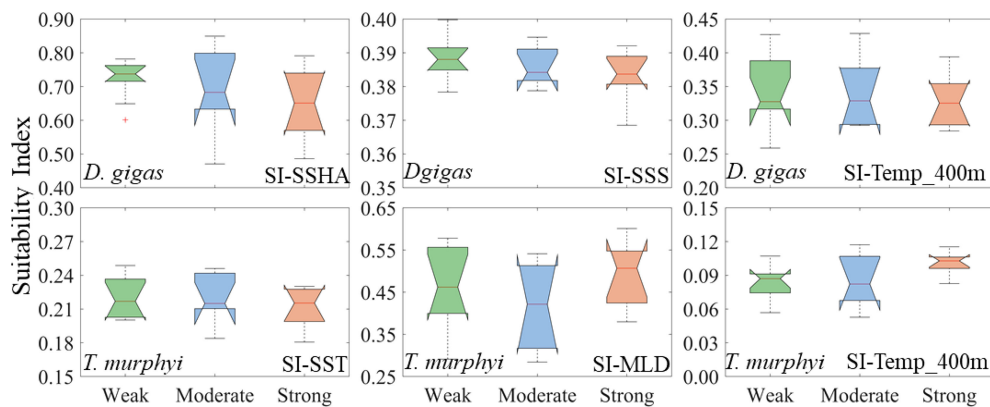 Suitability Index
0.90
0.80
0.70
0.60
0.50
0.40
D. gigas
SI-SSHA
0.40
0.39
0.38
0.37
0.36
0.35
Dgigas
SI-SSS
0.45
0.40
0.35
0.30
0.25
0.20
D. gigas
SI-Temp_400m
0.30
0.27
0.24
0.21
0.18
0.15
T. murphyi
SI-SST
Weak Moderate Strong
0.65
0.55
0.45
0.35
0.25
T. murphyi
SI-MLD
Weak Moderate Strong
0.15
0.12
0.09
0.06
0.03
0.00
T. murphyi
SI-Temp_400m
Weak Moderate Strong